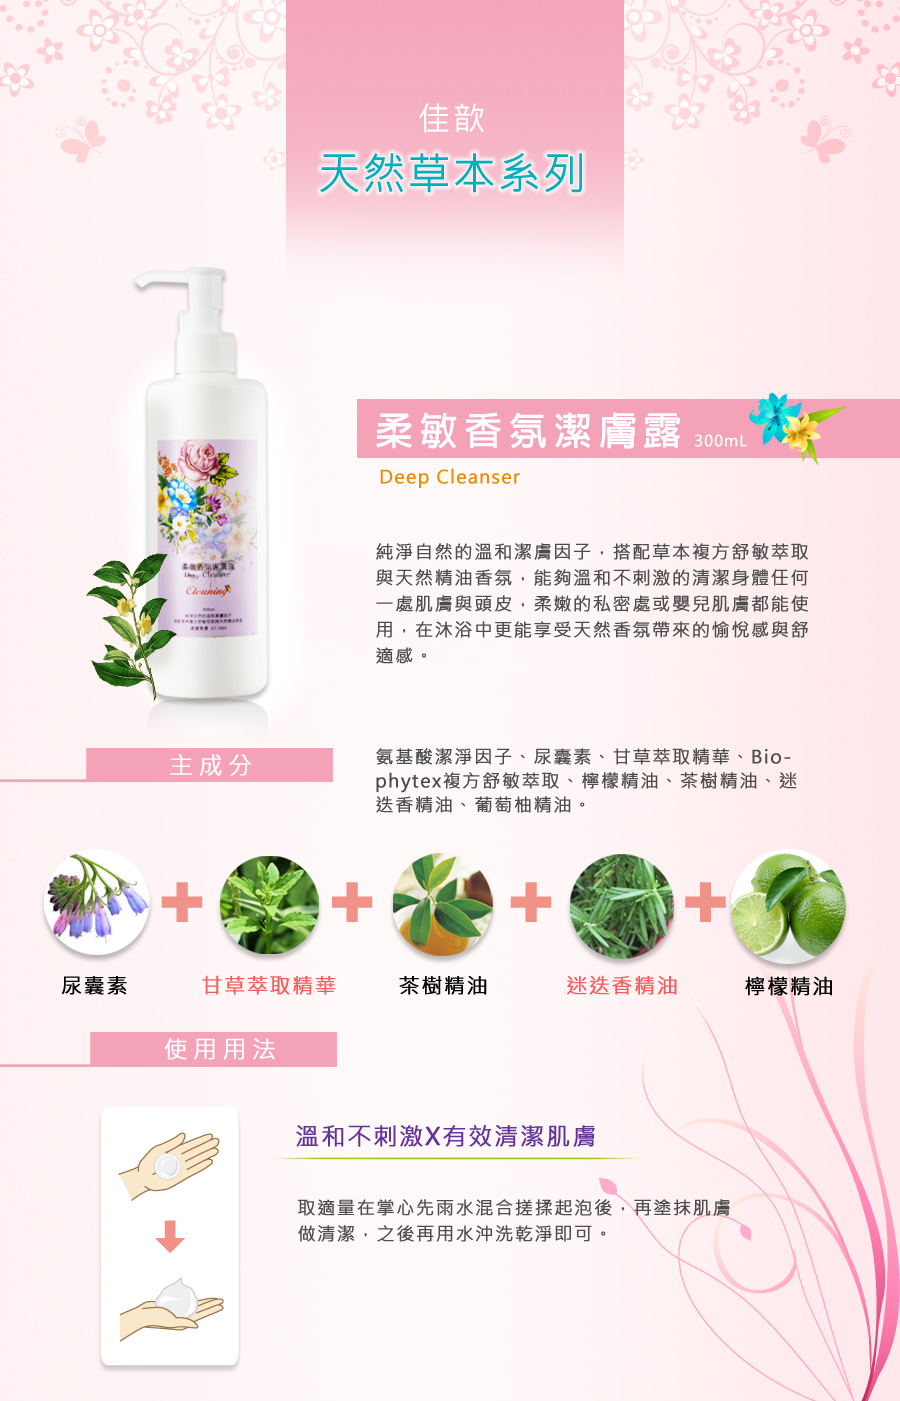 佳歆
天然草本系列
柔敏香氛潔膚露 300mL
Deep Cleanser
純淨自然的溫和潔膚因子，搭配草本複方舒敏萃取
與天然精油香氛，能夠溫和不刺激的清潔身體任何
一處肌膚與頭皮，柔嫩的私密處或嬰兒肌膚都能使
用，在沐浴中更能享受天然香氛帶來的愉悅感與舒
適感。
柔敏香氛潔膚露
Deep Cleanser
Cleaning
300ml
主成分
氨基酸潔淨因子、尿囊素、甘草萃取精華、Bio-
phytex複方舒敏萃取、檸檬精油、茶樹精油、迷
迭香精油、葡萄柚精油。
尿囊素
甘草萃取精華
茶樹精油
迷迭香精油
檸檬精油
使用用法
溫和不刺激X有效清潔肌膚
取適量在掌心先雨水混合搓揉起泡後，再塗抹肌膚
做清潔，之後再用水沖洗乾淨即可。